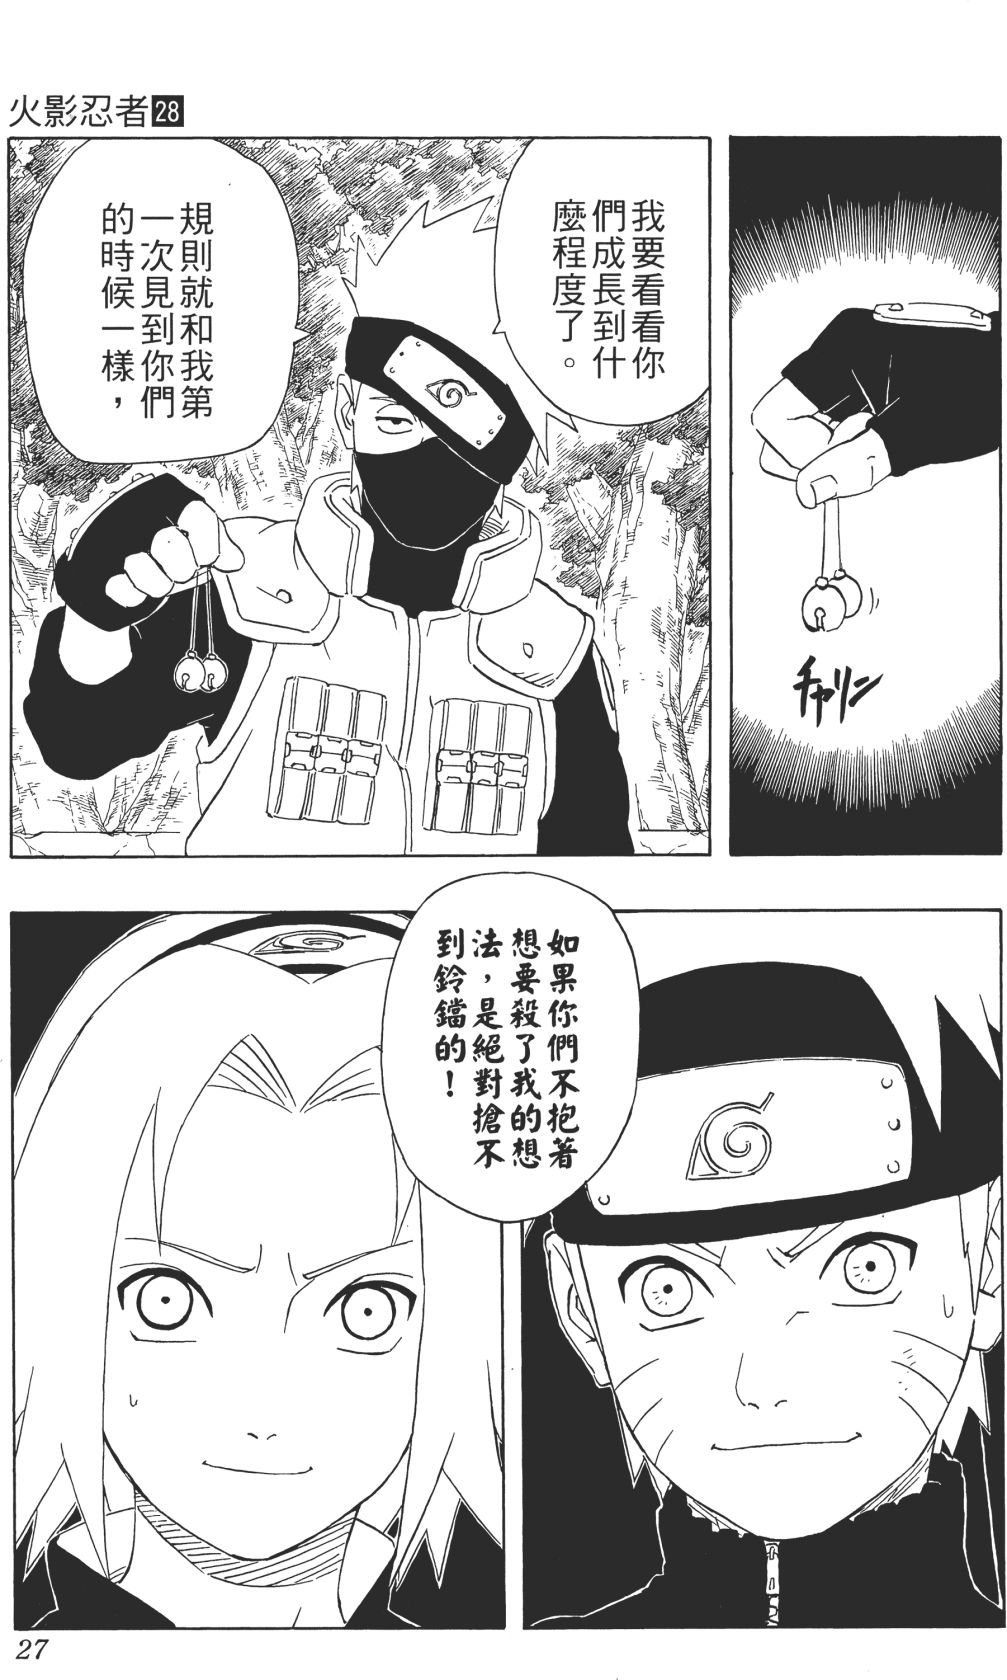 火影忍者28
チャリン
我要看看你
們成長到什
麼程度了。
規則就和我第
一次見到你們
的時候一樣，
如果你們不抱著
想要殺了我的想
法，是絕對搶不
到鈴鐺的！
27